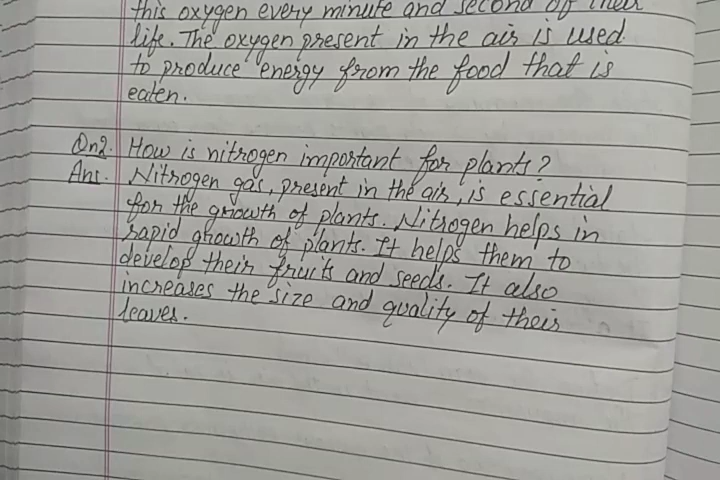 this oxygen every minute and second of their
life. The oxygen present in the air is used
to produce energy from the food that is
eaten.
Qn2. How is nitrogen important for plants?
Ans. Nitrogen gas, present in the air, is essential
for the growth of plants. Nitrogen helps in
rapid growth of plants. It helps them to
develop their fruits and seeds. It also
increases the size and quality of their
leaves.